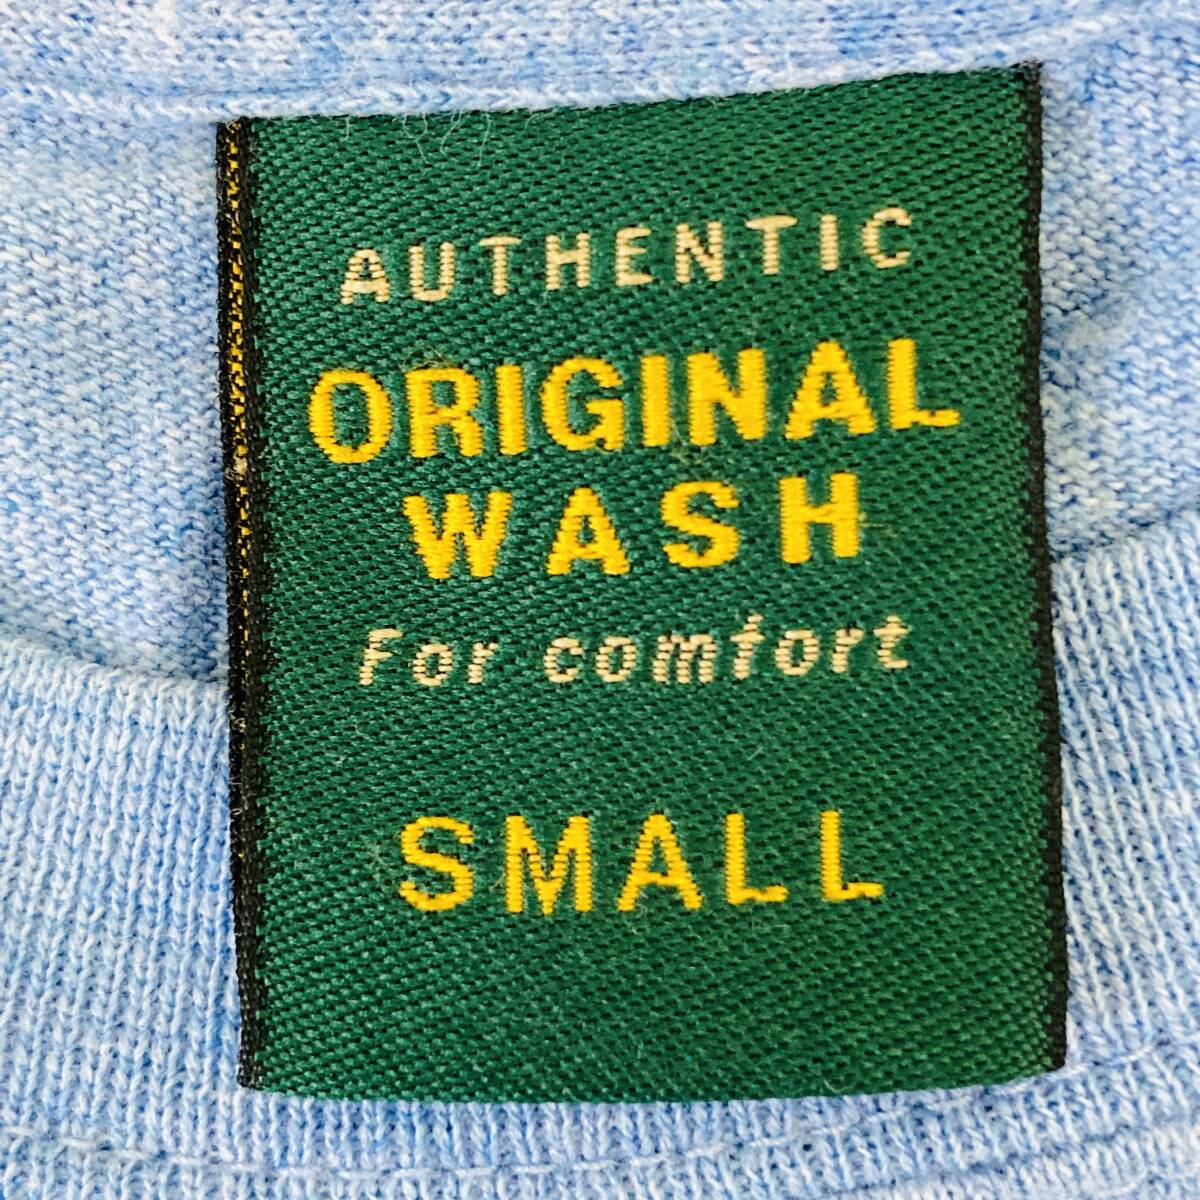 AUTHENTIC
ORIGINAL
WASH
For comfort
SMALL